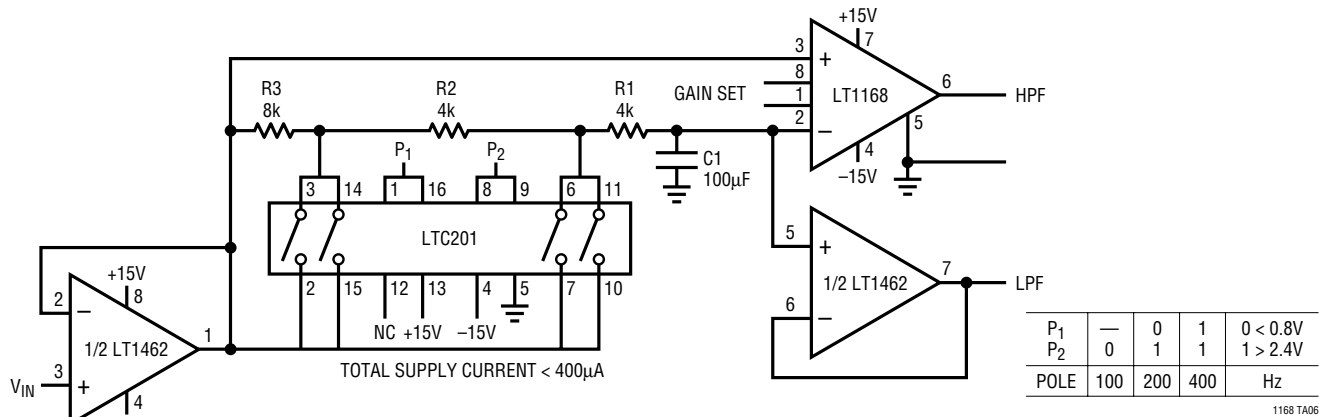 +15V
3
7
8
GAIN SET
1
2
LT1168
6
HPF
5
4
–15V
R3
8k
R2
4k
R1
4k
C1
100µF
P1
P2
3 14 1 16 8 9 6 11
LTC201
2 15 12 13 4 5 7 10
NC +15V –15V
TOTAL SUPPLY CURRENT < 400µA
+15V
2
8
1/2 LT1462
1
VIN
3
4
5
6
1/2 LT1462
7
LPF
P1 — 0 1 0 < 0.8V
P2 0 1 1 1 > 2.4V
POLE 100 200 400 Hz
1168 TA06